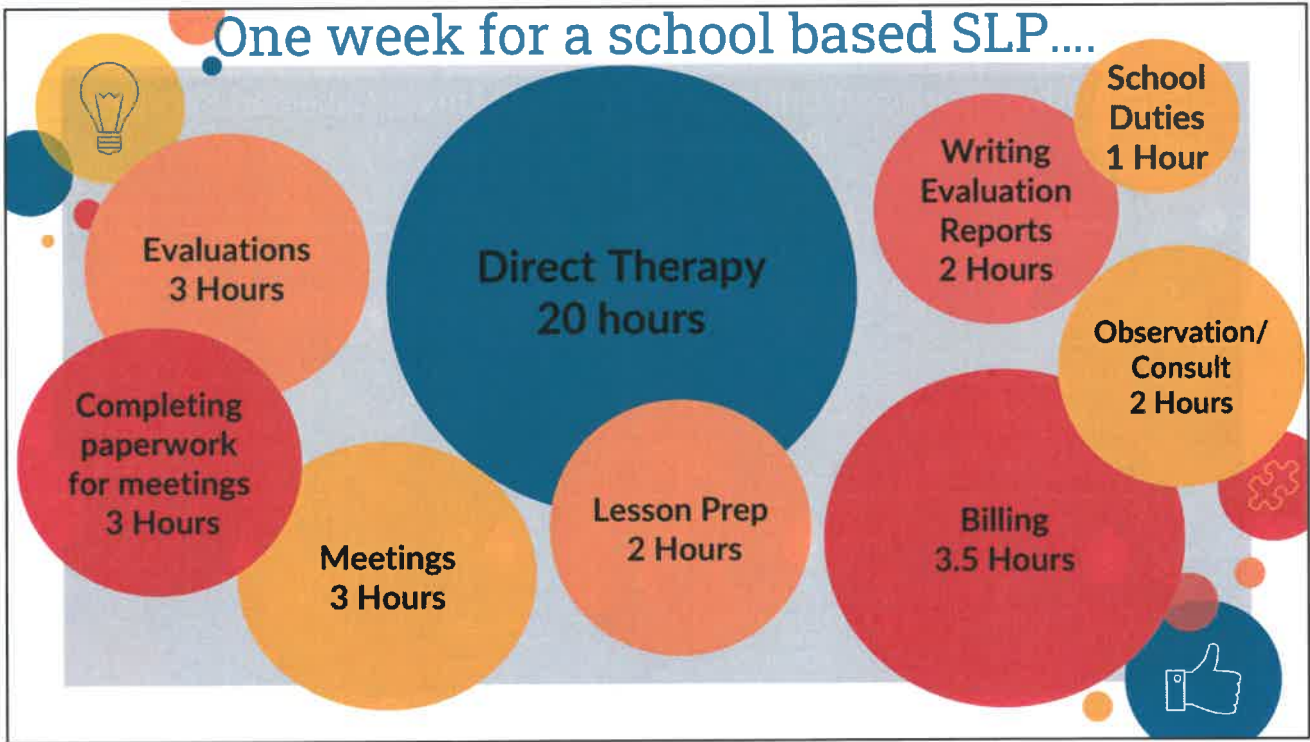 One week for a school based SLP....
School
Duties
1 Hour
Writing
Evaluation
Reports
2 Hours
Evaluations
3 Hours
Direct Therapy
20 hours
Observation/
Consult
2 Hours
Completing
paperwork
for meetings
3 Hours
Lesson Prep
2 Hours
Billing
3.5 Hours
Meetings
3 Hours